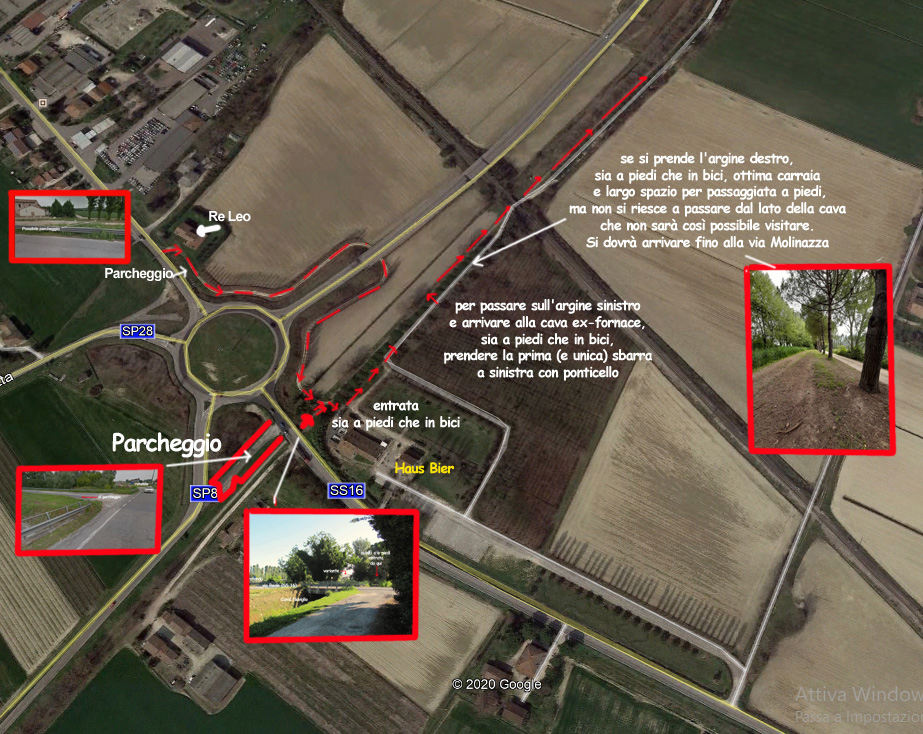 se si prende l'argine destro,
sia a piedi che in bici, ottima carraia
e largo spazio per passaggiata a piedi,
ma non si riesce a passare dal lato della cava
che non sarà così possibile visitare.
Si dovrà arrivare fino alla via Molinazza
Re Leo
Parcheggio
SP28
per passare sull'argine sinistro
e arrivare alla cava ex-fornace,
sia a piedi che in bici,
prendere la prima (e unica) sbarra
a sinistra con ponticello
entrata
sia a piedi che in bici
Parcheggio
Haus Bier
SP8
SS16
© 2020 Google
Attiva Window
Passa a Impostazion